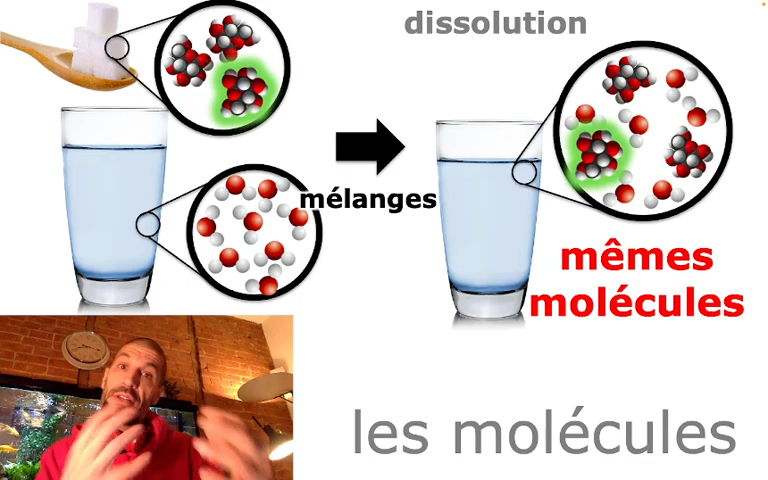 dissolution
mélanges
mêmes
molécules
les molécules